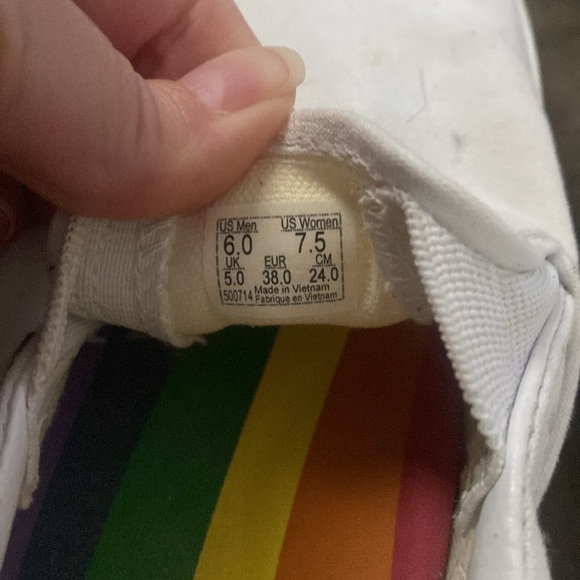 US Men US Women
6.0 7.5
UK EUR CM
5.0 38.0 24.0
500714 Made in Vietnam
Fabrique en Vietnam